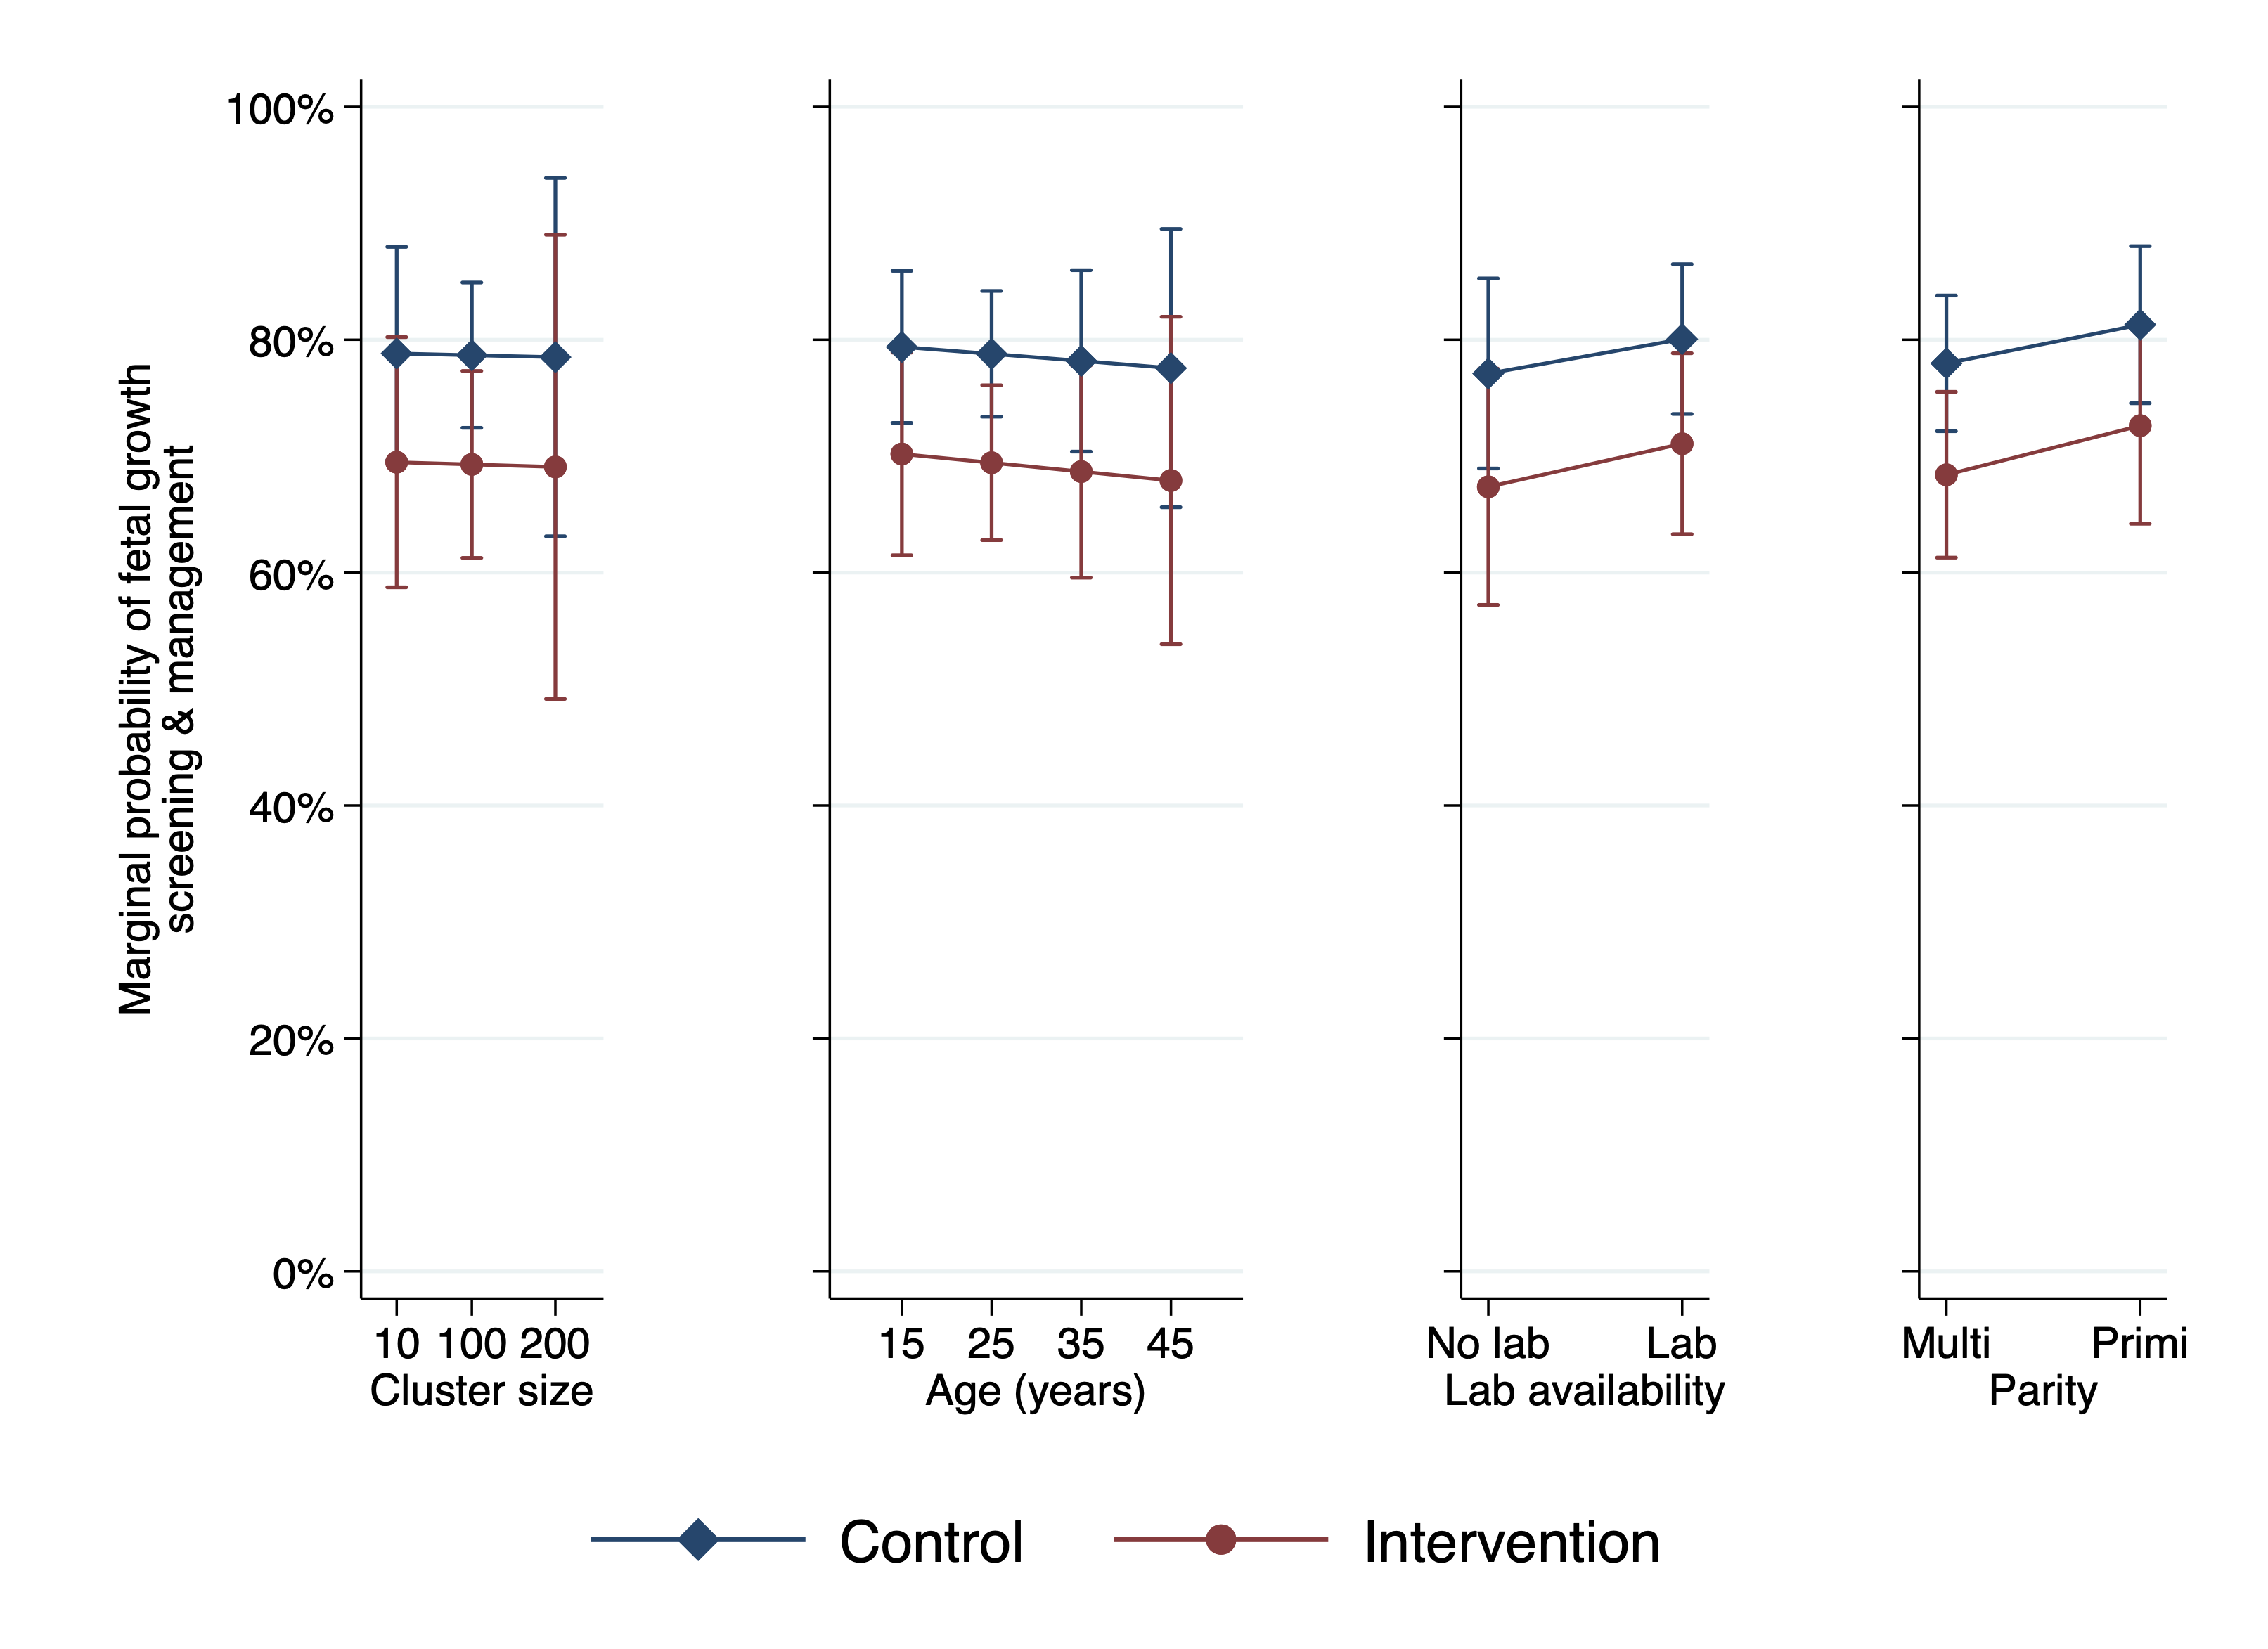 Marginal probability of fetal growth
screening & management
100%
80%
60%
40%
20%
0%
10 100 200
Cluster size
15 25 35 45
Age (years)
No lab Lab
Lab availability
Multi Primi
Parity
Control Intervention